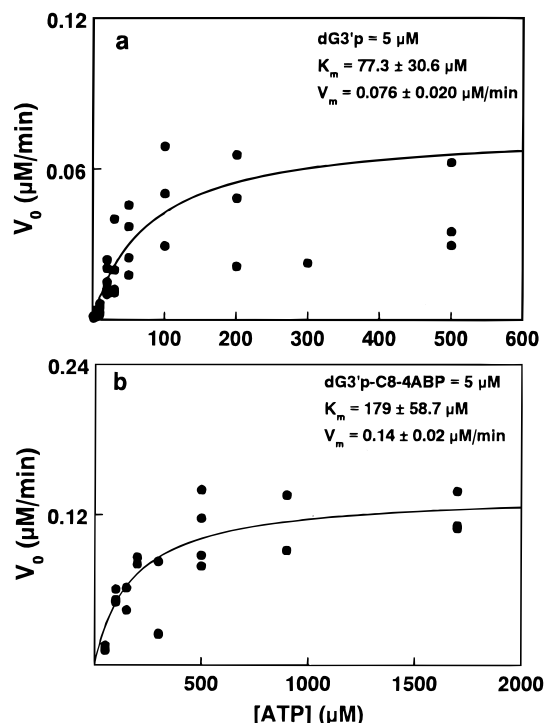 0.12
a
dG3'p = 5 µM
Km = 77.3 ± 30.6 µM
Vm = 0.076 ± 0.020 µM/min
V0 (µM/min)
0.06
100 200 300 400 500 600
0.24
b
dG3'p-C8-4ABP = 5 µM
Km = 179 ± 58.7 µM
Vm = 0.14 ± 0.02 µM/min
V0 (µM/min)
0.12
500 1000 1500 2000
[ATP] (µM)